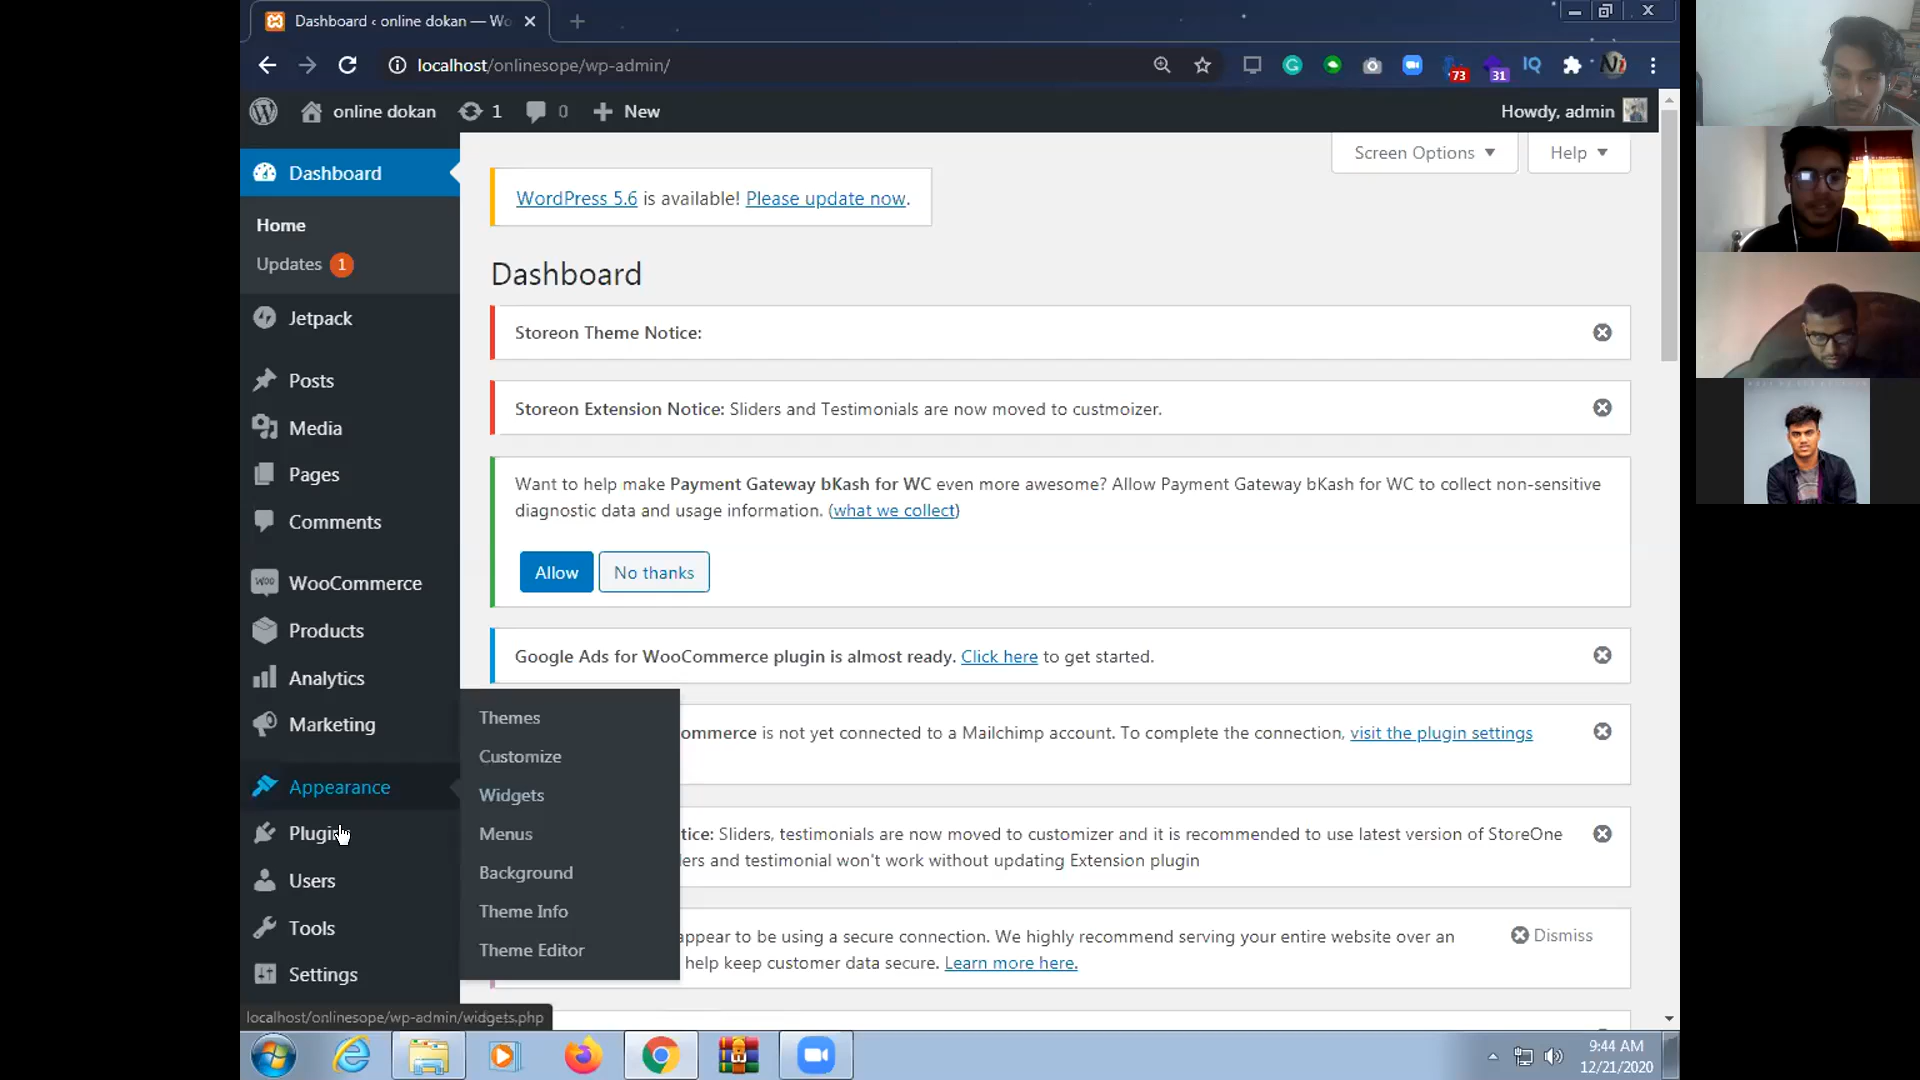 Dashboard ‹ online dokan — Wo
localhost/onlinesope/wp-admin/
73
31
IQ
online dokan
1
0
New
Howdy, admin
Screen Options
Help
Dashboard
Home
Updates 1
Jetpack
Posts
Media
Pages
Comments
WooCommerce
Products
Analytics
Marketing
Appearance
Plugin
Users
Tools
Settings
WordPress 5.6 is available! Please update now.
Dashboard
Storeon Theme Notice:
Storeon Extension Notice: Sliders and Testimonials are now moved to custmoizer.
Want to help make Payment Gateway bKash for WC even more awesome? Allow Payment Gateway bKash for WC to collect non-sensitive
diagnostic data and usage information. (what we collect)
Allow
No thanks
Google Ads for WooCommerce plugin is almost ready. Click here to get started.
Themes
Customize
Widgets
Menus
Background
Theme Info
Theme Editor
ommerce is not yet connected to a Mailchimp account. To complete the connection, visit the plugin settings
tice: Sliders, testimonials are now moved to customizer and it is recommended to use latest version of StoreOne
ders and testimonial won't work without updating Extension plugin
appear to be using a secure connection. We highly recommend serving your entire website over an
help keep customer data secure. Learn more here.
Dismiss
localhost/onlinesope/wp-admin/widgets.php
9:44 AM
12/21/2020